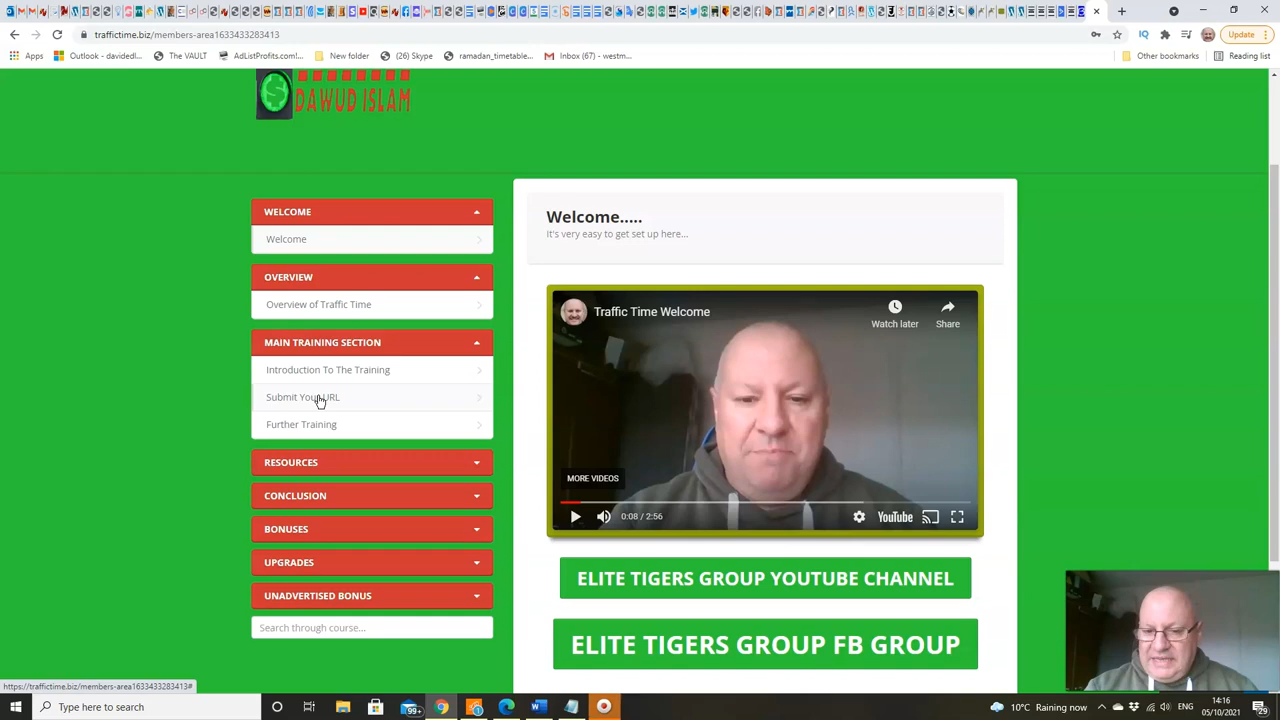 traffictime.biz/members-area1633433283413
Update
Apps
Outlook - davidedl...
The VAULT
AdListProfits.coml...
New folder
(26) Skype
ramadan_timetable...
Inbox (67) - westm...
Other bookmarks
Reading list
DAWUD ISLAM
WELCOME
Welcome
OVERVIEW
Overview of Traffic Time
MAIN TRAINING SECTION
Introduction To The Training
Submit Your URL
Further Training
RESOURCES
CONCLUSION
BONUSES
UPGRADES
UNADVERTISED BONUS
Search through course...
Welcome.....
It's very easy to get set up here...
Traffic Time Welcome
Watch later
Share
MORE VIDEOS
0:08 / 2:56
YouTube
ELITE TIGERS GROUP YOUTUBE CHANNEL
ELITE TIGERS GROUP FB GROUP
https://traffictime.biz/members-area1633433283413#
Type here to search
99+
10°C Raining now
ENG
14:16
05/10/2021
29